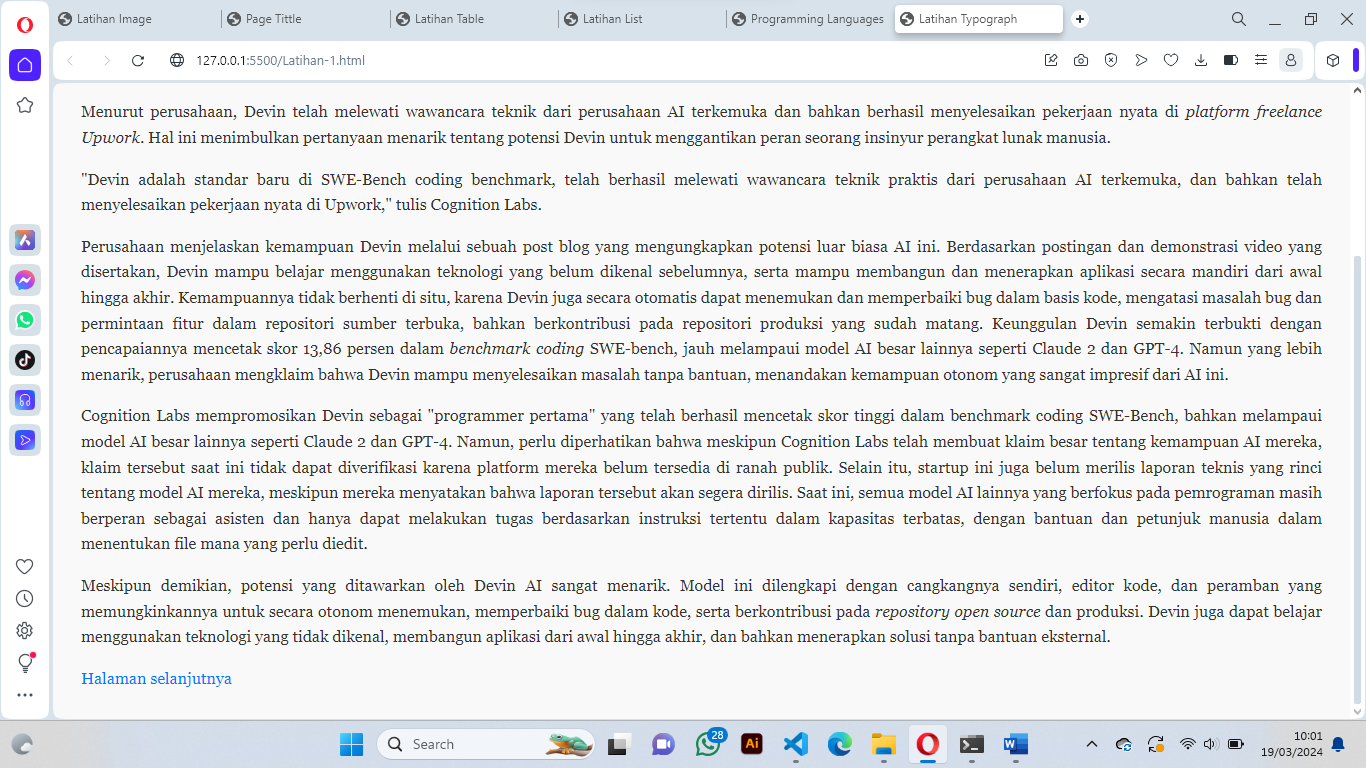 Latihan Image
Page Tittle
Latihan Table
Latihan List
Programming Languages
Latihan Typograph
127.0.0.1:5500/Latihan-1.html
Menurut perusahaan, Devin telah melewati wawancara teknik dari perusahaan AI terkemuka dan bahkan berhasil menyelesaikan pekerjaan nyata di platform freelance
Upwork. Hal ini menimbulkan pertanyaan menarik tentang potensi Devin untuk menggantikan peran seorang insinyur perangkat lunak manusia.
"Devin adalah standar baru di SWE-Bench coding benchmark, telah berhasil melewati wawancara teknik praktis dari perusahaan AI terkemuka, dan bahkan telah
menyelesaikan pekerjaan nyata di Upwork," tulis Cognition Labs.
Perusahaan menjelaskan kemampuan Devin melalui sebuah post blog yang mengungkapkan potensi luar biasa AI ini. Berdasarkan postingan dan demonstrasi video yang
disertakan, Devin mampu belajar menggunakan teknologi yang belum dikenal sebelumnya, serta mampu membangun dan menerapkan aplikasi secara mandiri dari awal
hingga akhir. Kemampuannya tidak berhenti di situ, karena Devin juga secara otomatis dapat menemukan dan memperbaiki bug dalam basis kode, mengatasi masalah bug dan
permintaan fitur dalam repositori sumber terbuka, bahkan berkontribusi pada repositori produksi yang sudah matang. Keunggulan Devin semakin terbukti dengan
pencapaiannya mencetak skor 13,86 persen dalam benchmark coding SWE-bench, jauh melampaui model AI besar lainnya seperti Claude 2 dan GPT-4. Namun yang lebih
menarik, perusahaan mengklaim bahwa Devin mampu menyelesaikan masalah tanpa bantuan, menandakan kemampuan otonom yang sangat impresif dari AI ini.
Cognition Labs mempromosikan Devin sebagai "programmer pertama" yang telah berhasil mencetak skor tinggi dalam benchmark coding SWE-Bench, bahkan melampaui
model AI besar lainnya seperti Claude 2 dan GPT-4. Namun, perlu diperhatikan bahwa meskipun Cognition Labs telah membuat klaim besar tentang kemampuan AI mereka,
klaim tersebut saat ini tidak dapat diverifikasi karena platform mereka belum tersedia di ranah publik. Selain itu, startup ini juga belum merilis laporan teknis yang rinci
tentang model AI mereka, meskipun mereka menyatakan bahwa laporan tersebut akan segera dirilis. Saat ini, semua model AI lainnya yang berfokus pada pemrograman masih
berperan sebagai asisten dan hanya dapat melakukan tugas berdasarkan instruksi tertentu dalam kapasitas terbatas, dengan bantuan dan petunjuk manusia dalam
menentukan file mana yang perlu diedit.
Meskipun demikian, potensi yang ditawarkan oleh Devin AI sangat menarik. Model ini dilengkapi dengan cangkangnya sendiri, editor kode, dan peramban yang
memungkinkannya untuk secara otonom menemukan, memperbaiki bug dalam kode, serta berkontribusi pada repository open source dan produksi. Devin juga dapat belajar
menggunakan teknologi yang tidak dikenal, membangun aplikasi dari awal hingga akhir, dan bahkan menerapkan solusi tanpa bantuan eksternal.
Halaman selanjutnya
Search
28
Ai
10:01
19/03/2024